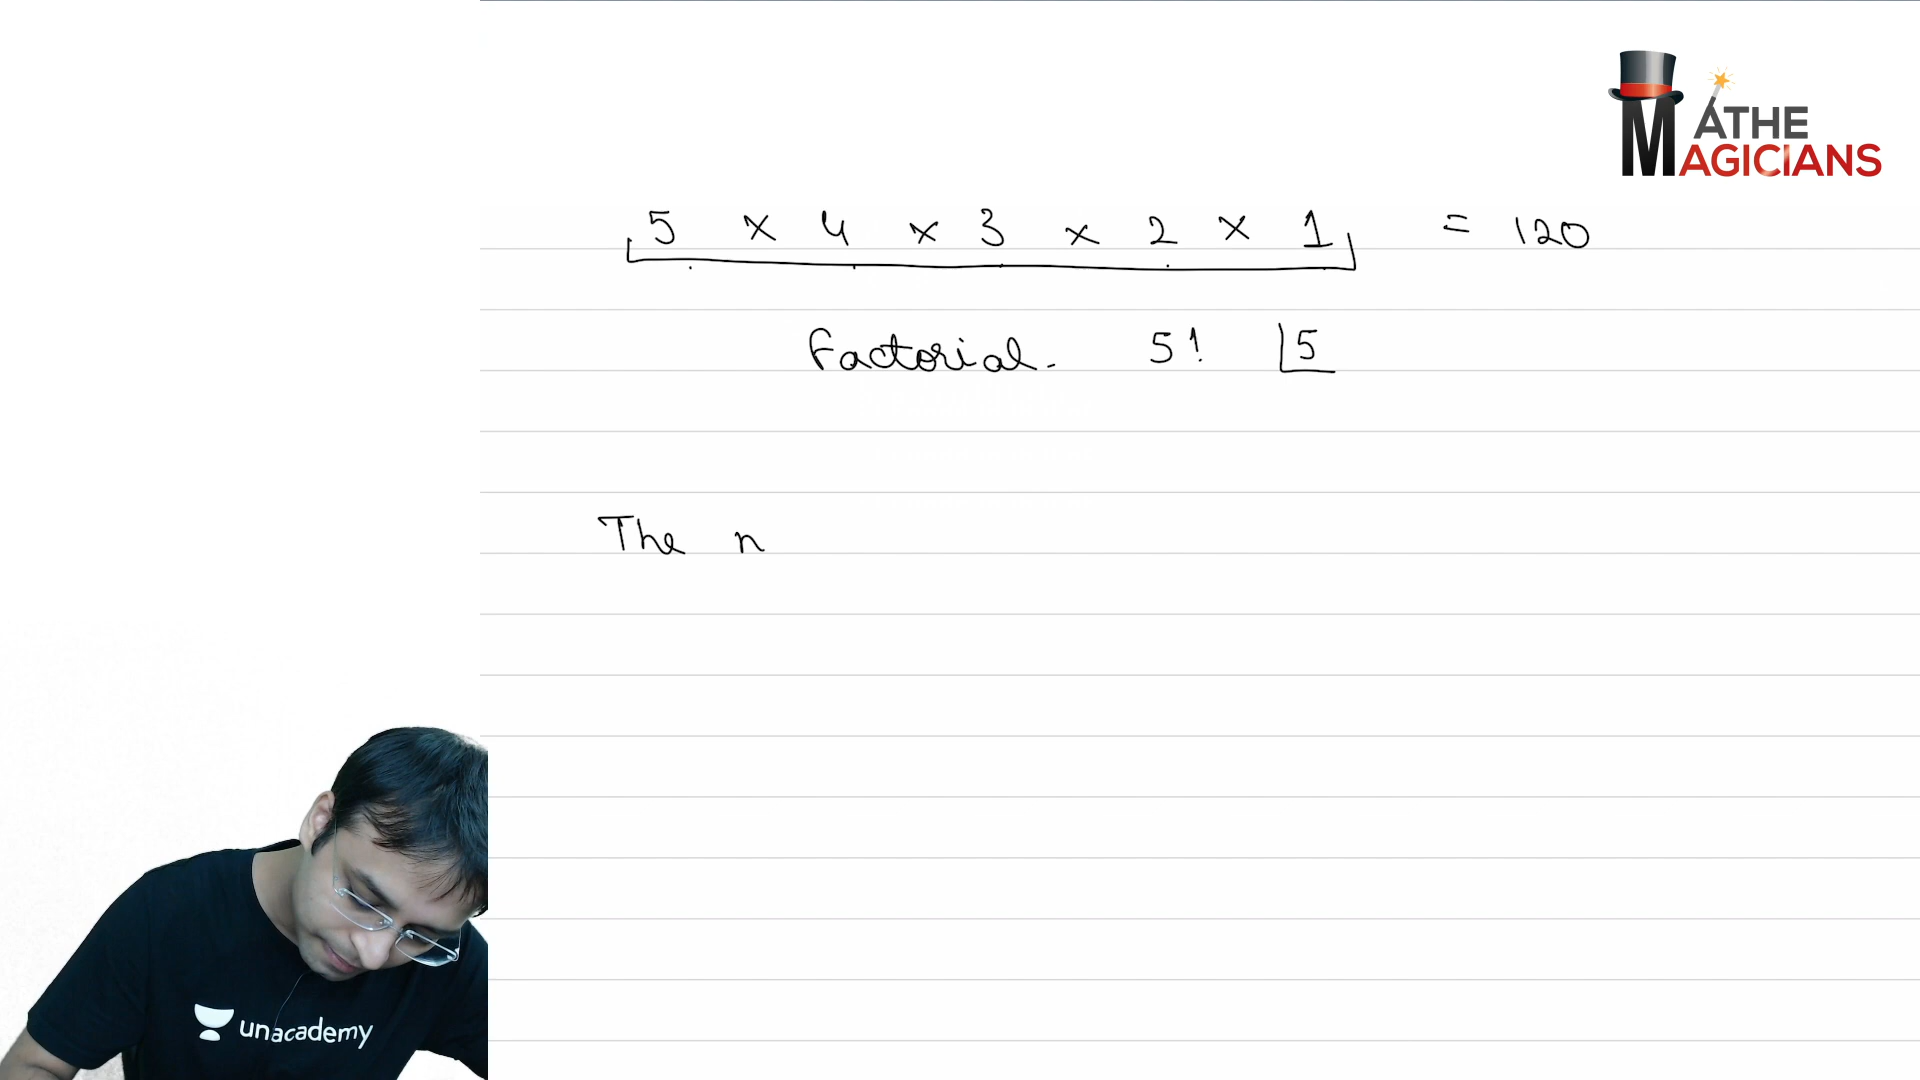 MATHE
MAGICIANS
5 × 4 × 3 × 2 × 1 = 120
Factorial. 5! |5
The n
unacademy